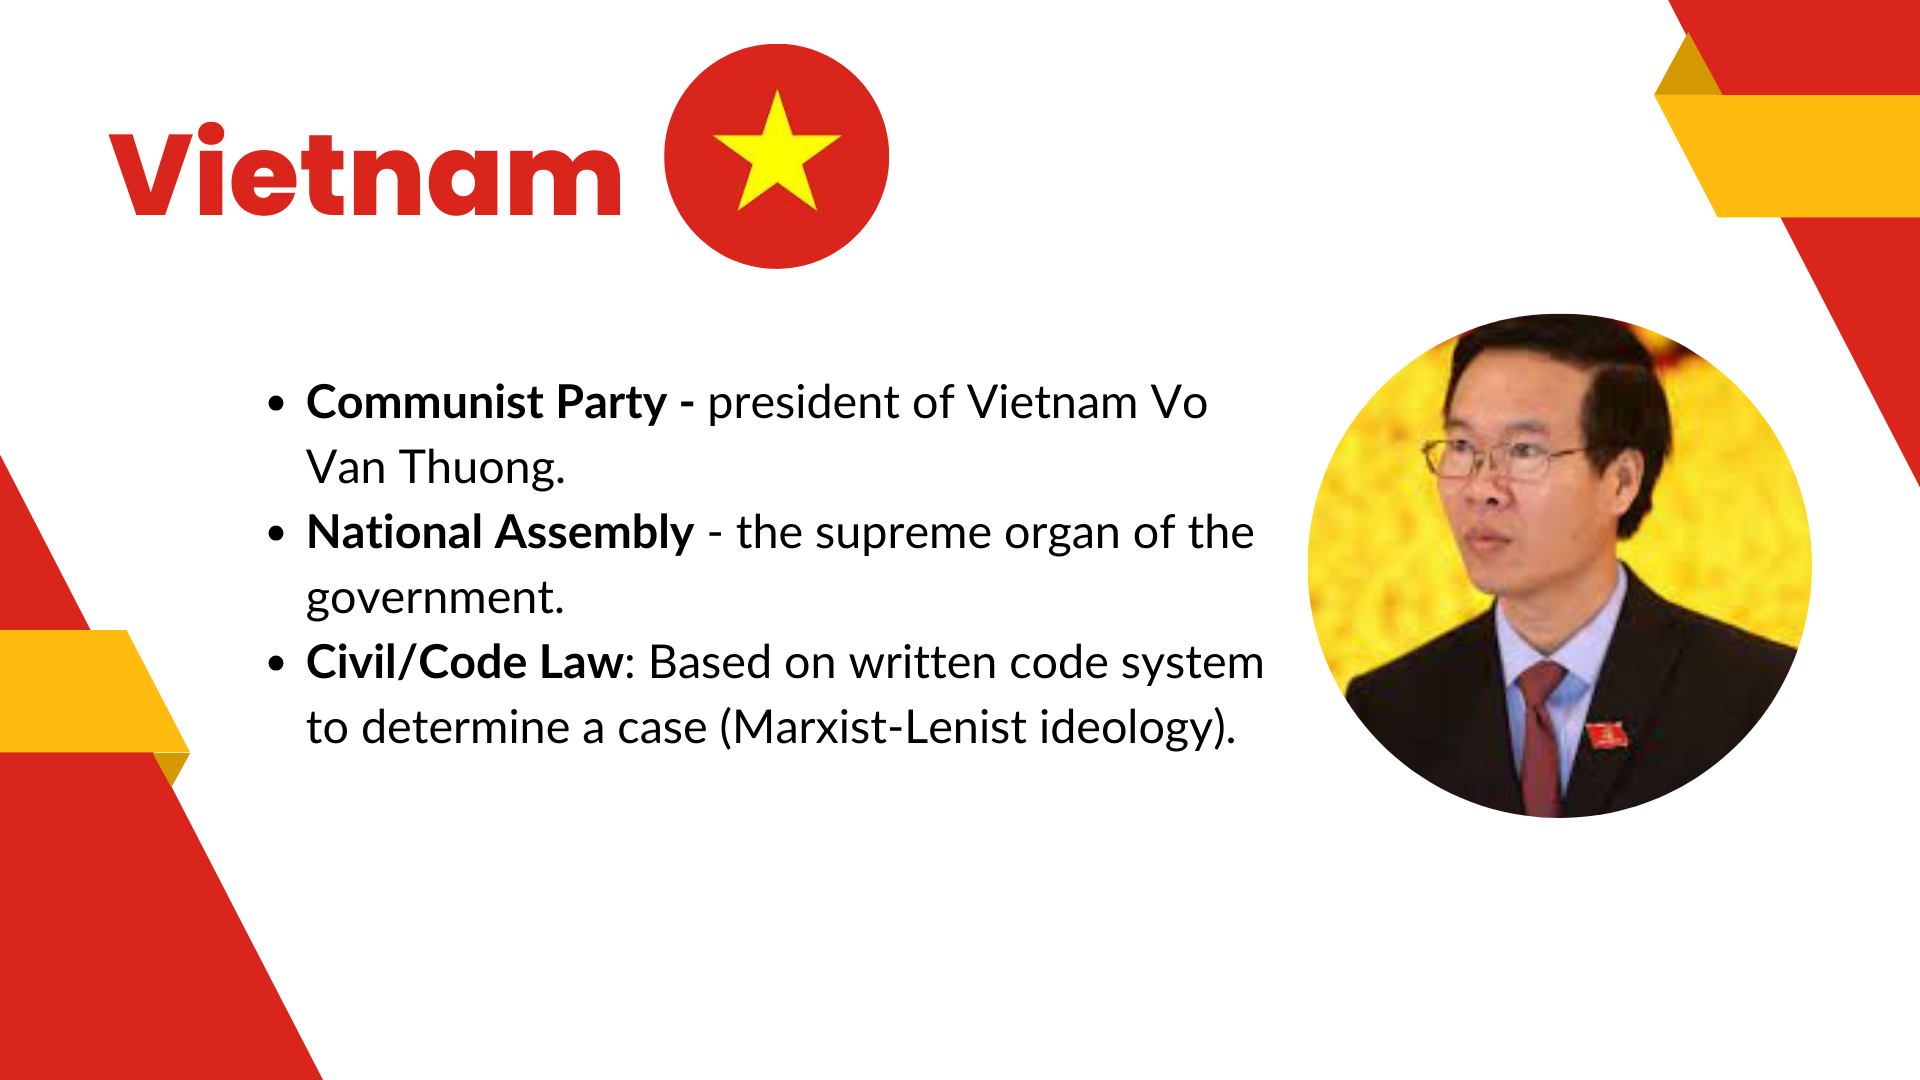 Vietnam
• Communist Party - president of Vietnam Vo
Van Thuong.
• National Assembly - the supreme organ of the
government.
• Civil/Code Law: Based on written code system
to determine a case (Marxist-Lenist ideology).